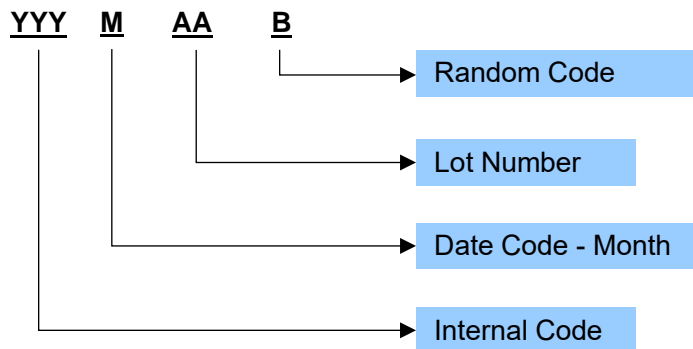 YYY M AA B
Random Code
Lot Number
Date Code - Month
Internal Code